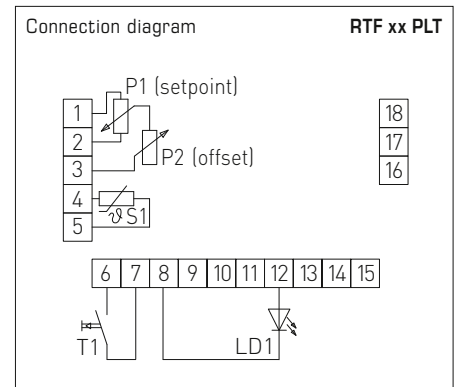 Connection diagram RTF xx PLT
P1 (setpoint)
1 18
2 17
P2 (offset)
3 16
4
ϑ S1
5
6 7 8 9 10 11 12 13 14 15
T1 LD1